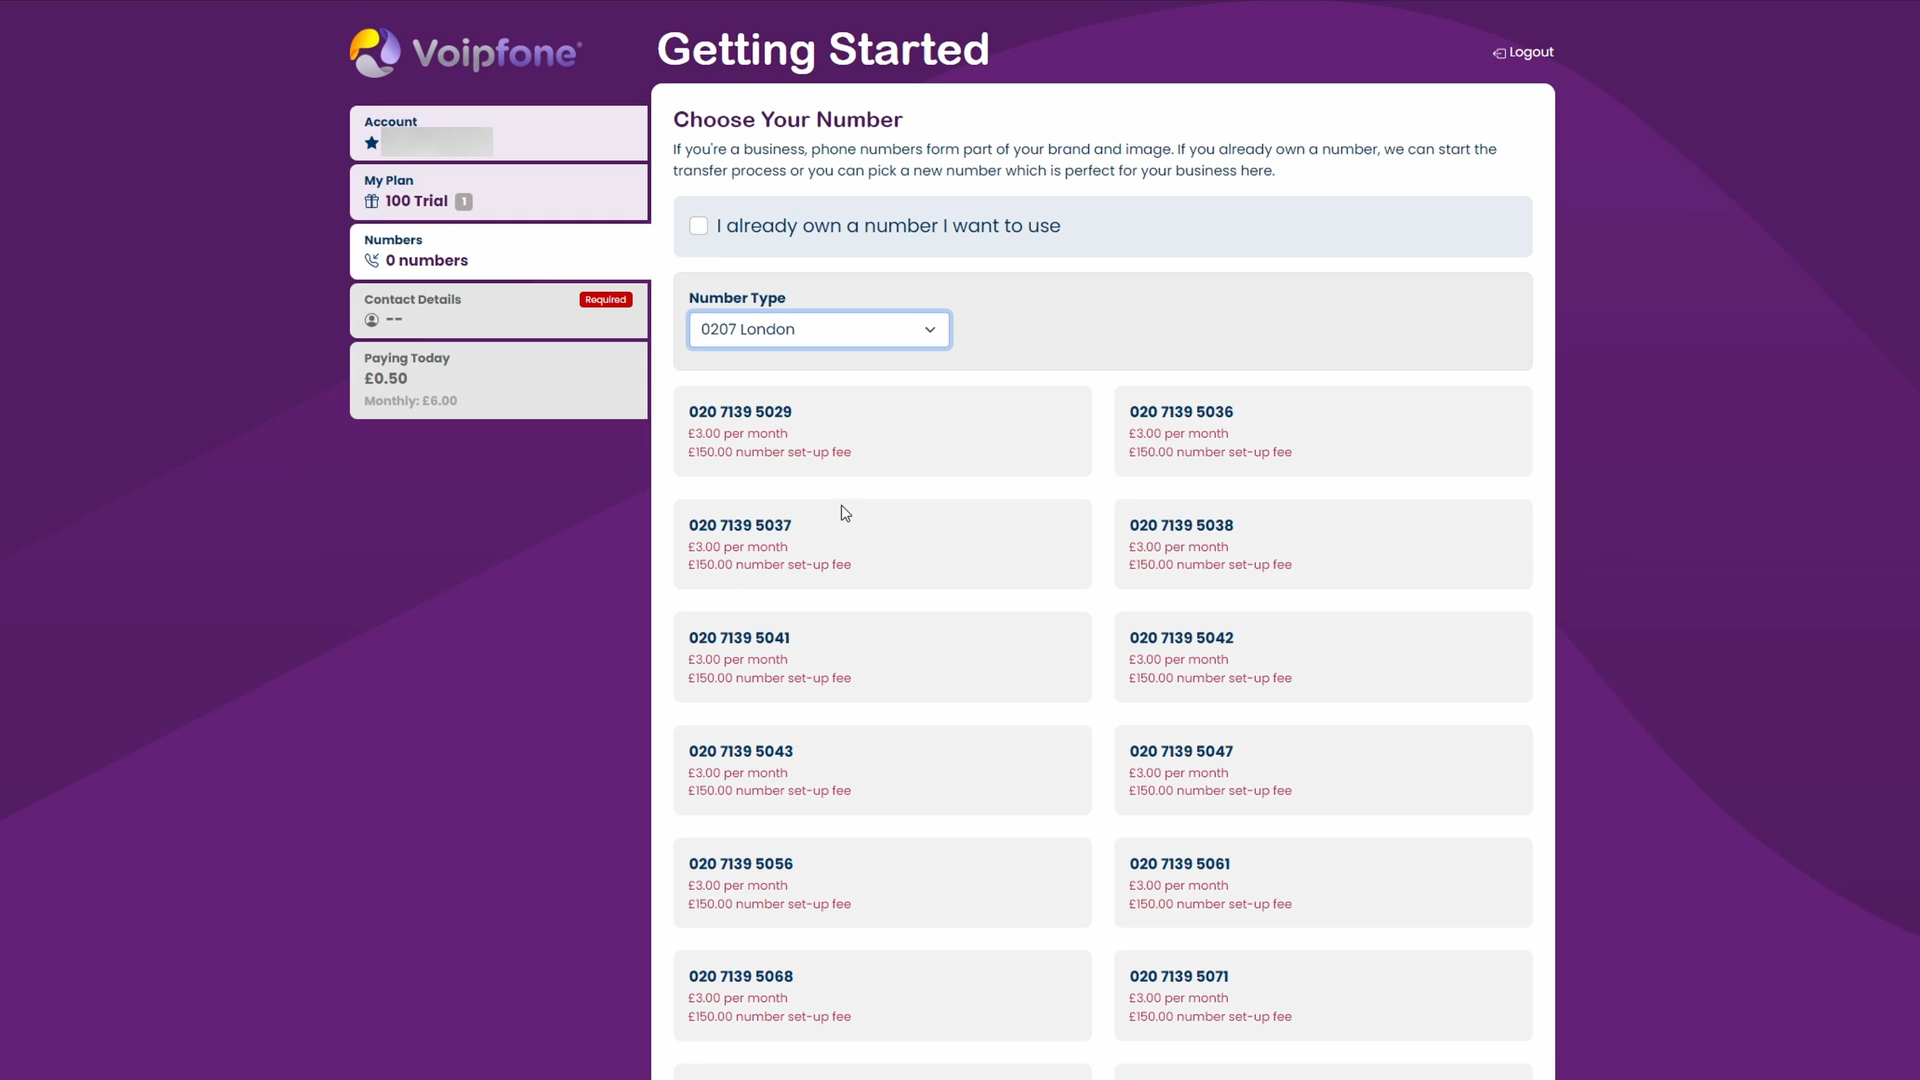 Voipfone®
Getting Started
Logout
Account
My Plan
100 Trial 1
Numbers
0 numbers
Contact Details
Required
--
Paying Today
£0.50
Monthly: £6.00
Choose Your Number
If you're a business, phone numbers form part of your brand and image. If you already own a number, we can start the
transfer process or you can pick a new number which is perfect for your business here.
I already own a number I want to use
Number Type
0207 London
020 7139 5029
£3.00 per month
£150.00 number set-up fee
020 7139 5036
£3.00 per month
£150.00 number set-up fee
020 7139 5037
£3.00 per month
£150.00 number set-up fee
020 7139 5038
£3.00 per month
£150.00 number set-up fee
020 7139 5041
£3.00 per month
£150.00 number set-up fee
020 7139 5042
£3.00 per month
£150.00 number set-up fee
020 7139 5043
£3.00 per month
£150.00 number set-up fee
020 7139 5047
£3.00 per month
£150.00 number set-up fee
020 7139 5056
£3.00 per month
£150.00 number set-up fee
020 7139 5061
£3.00 per month
£150.00 number set-up fee
020 7139 5068
£3.00 per month
£150.00 number set-up fee
020 7139 5071
£3.00 per month
£150.00 number set-up fee